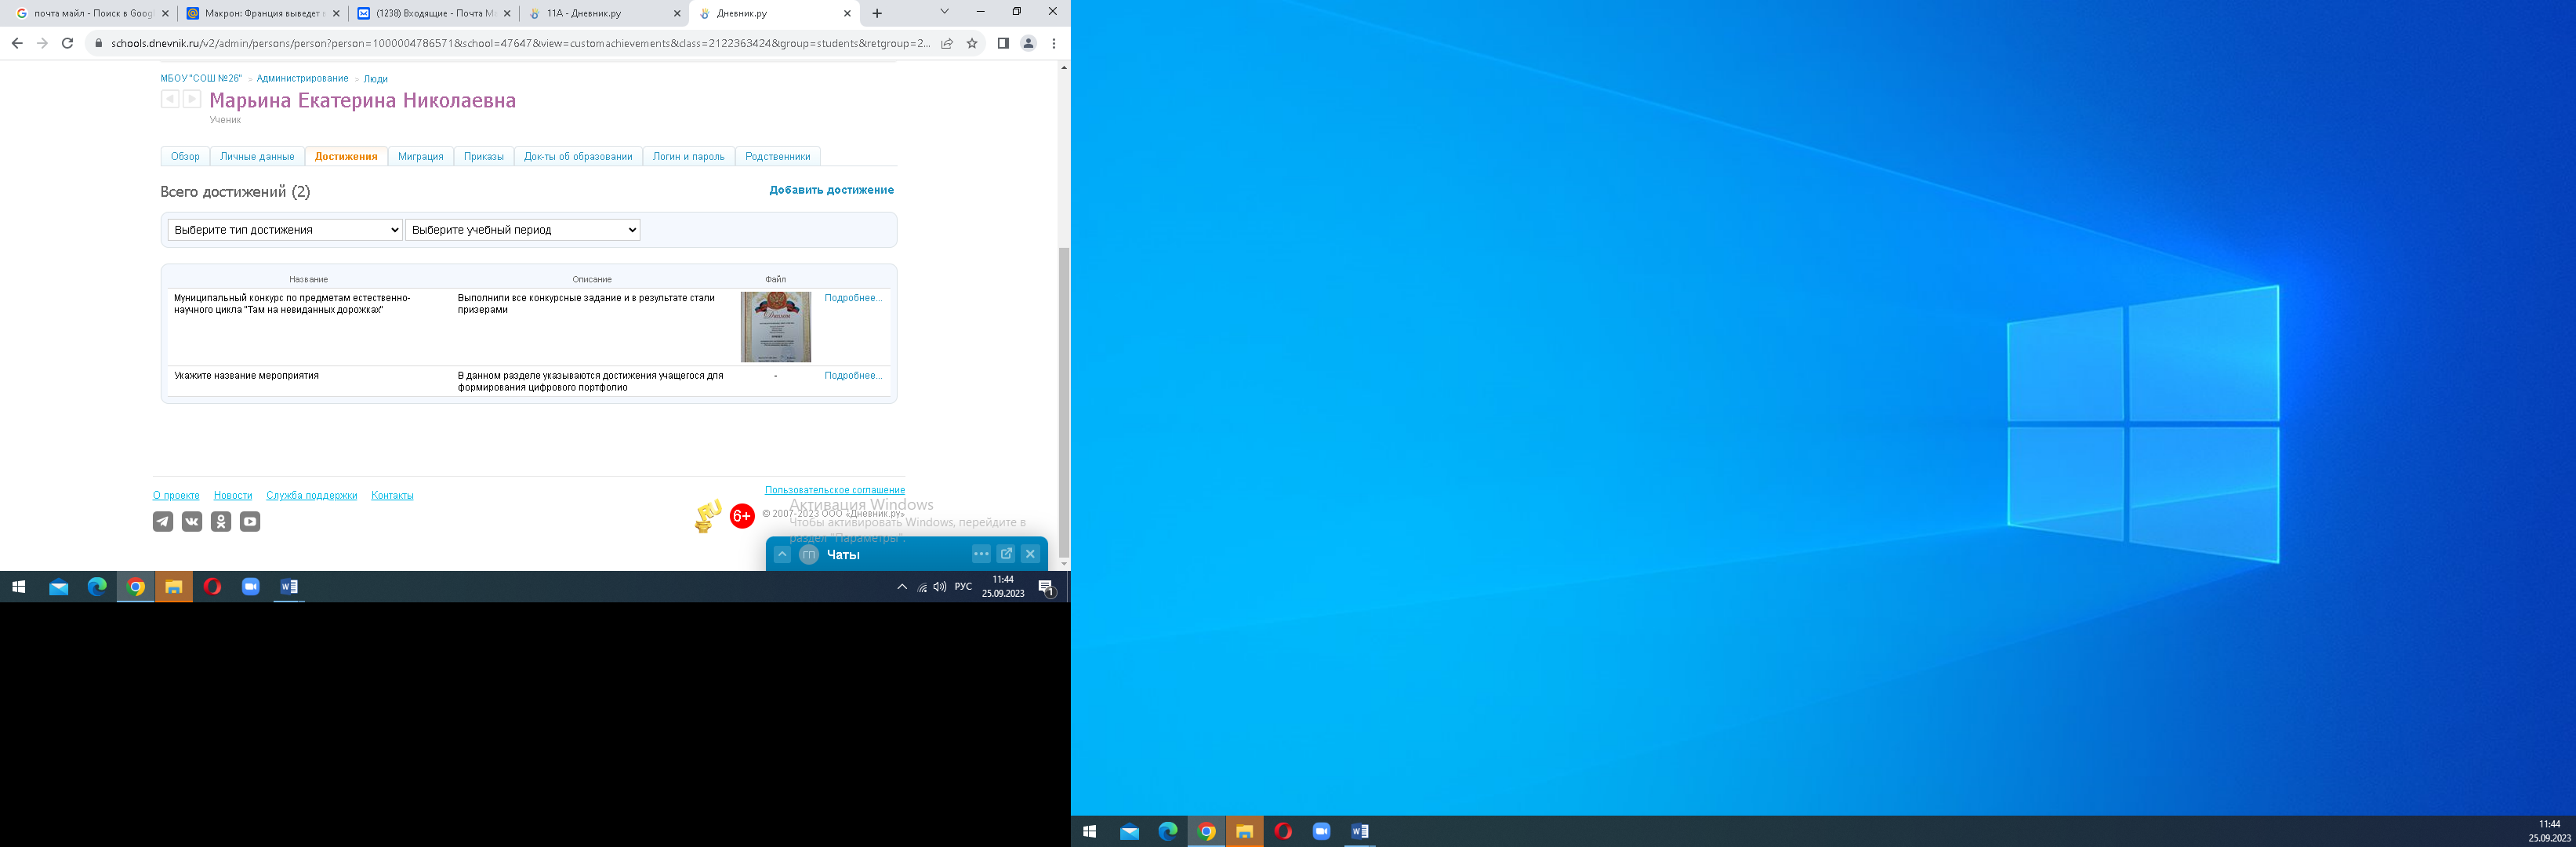 почта майл - Поиск в Goog
Макрон: Франция выведет
(1238) Входящие - Почта M
11А - Дневник.ру
Дневник.ру
schools.dnevnik.ru/v2/admin/persons/person?person=1000004786571&school=47647&view=customachievements&class=2122363424&group=students&retgroup=2...
МБОУ "СОШ №26" » Администрирование » Люди
Марьина Екатерина Николаевна
Ученик
Обзор Личные данные Достижения Миграция Приказы Док-ты об образовании Логин и пароль Родственники
Всего достижений (2)
Добавить достижение
Выберите тип достижения
Выберите учебный период
Название Описание Файл
Муниципальный конкурс по предметам естественно-
научного цикла "Там на невиданных дорожках"
Выполнили все конкурсные задание и в результате стали
призерами
Диплом
Подробнее...
Укажите название мероприятия
В данном разделе указываются достижения учащегося для
формирования цифрового портфолио
-
Подробнее...
О проекте Новости Служба поддержки Контакты
Пользовательское соглашение
RU
6+
© 2007-2023 ООО «Дневник.ру»
Активация Windows
Чтобы активировать Windows, перейдите в
раздел "Параметры".
ГП Чаты
РУС
11:44
25.09.2023
1
11:44
25.09.2023